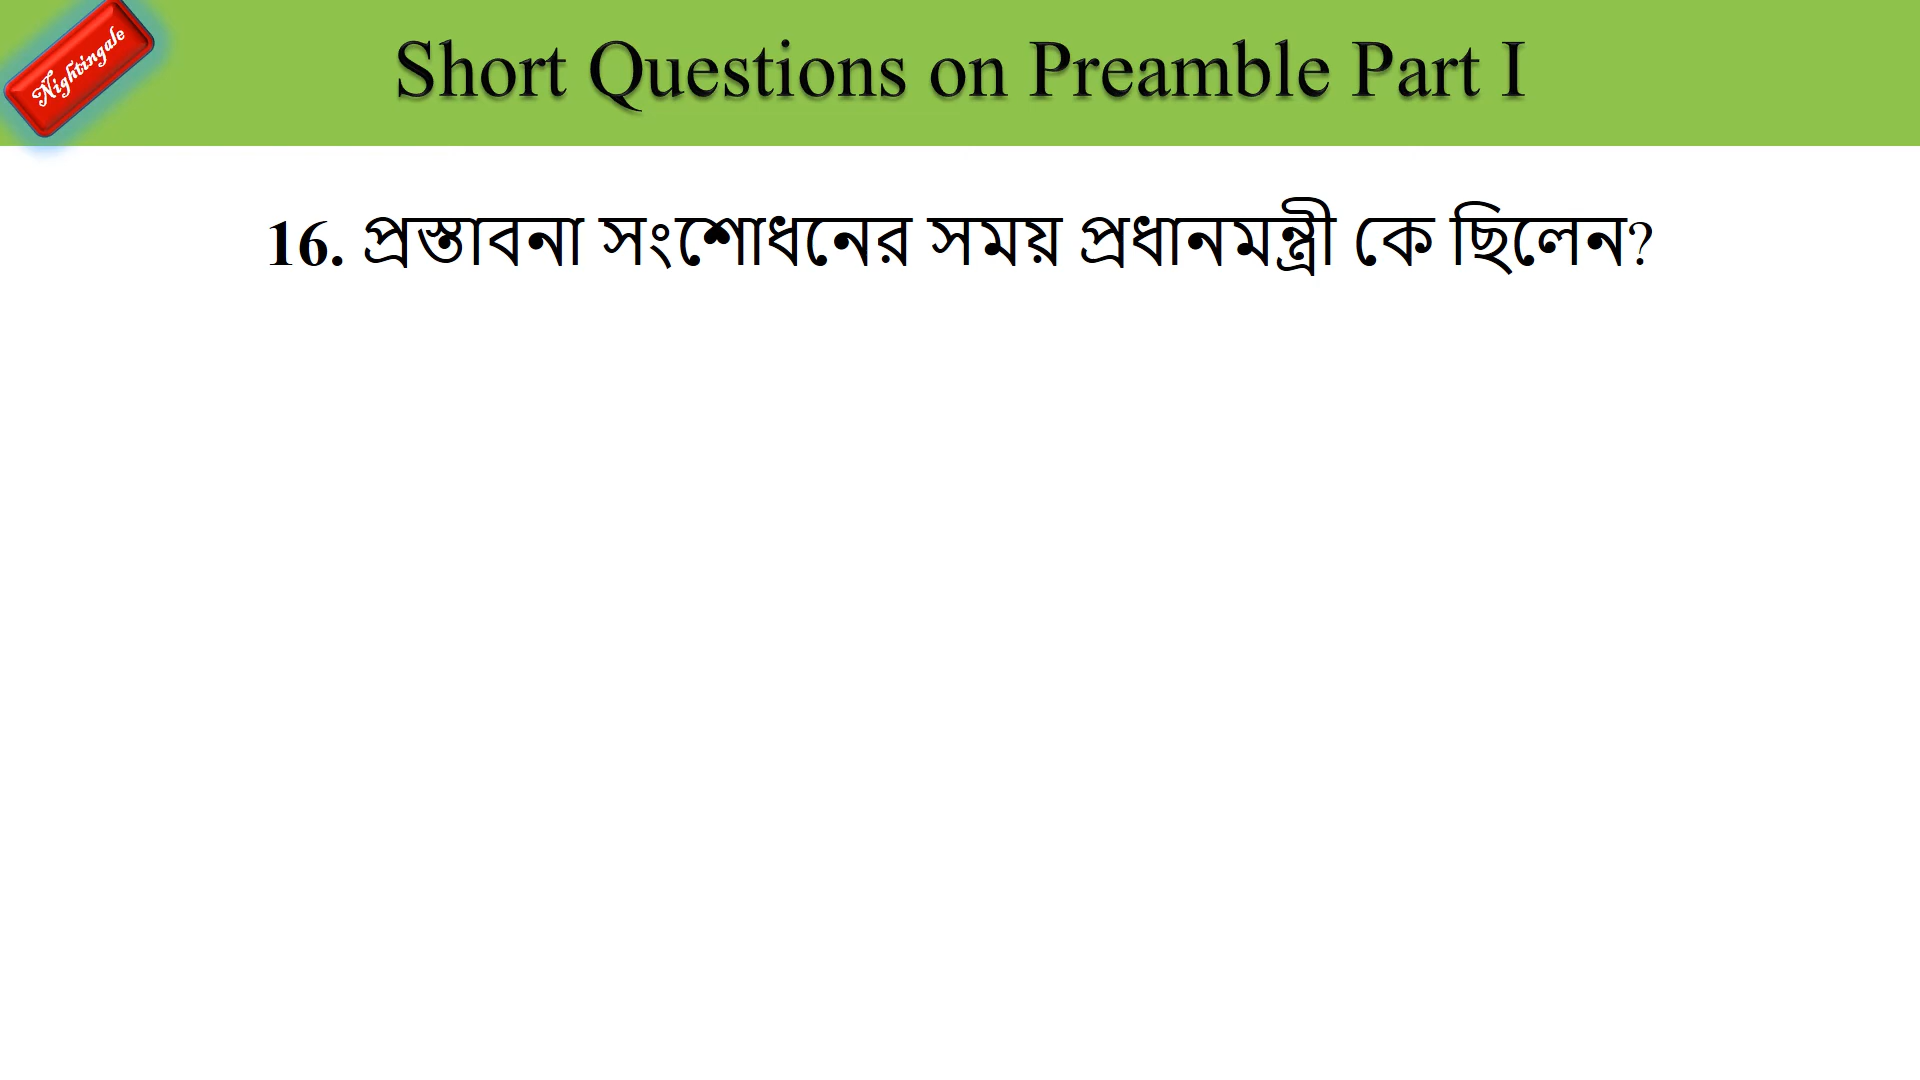 Nightingale
Short Questions on Preamble Part I
16. প্রস্তাবনা সংশোধনের সময় প্রধানমন্ত্রী কে ছিলেন?